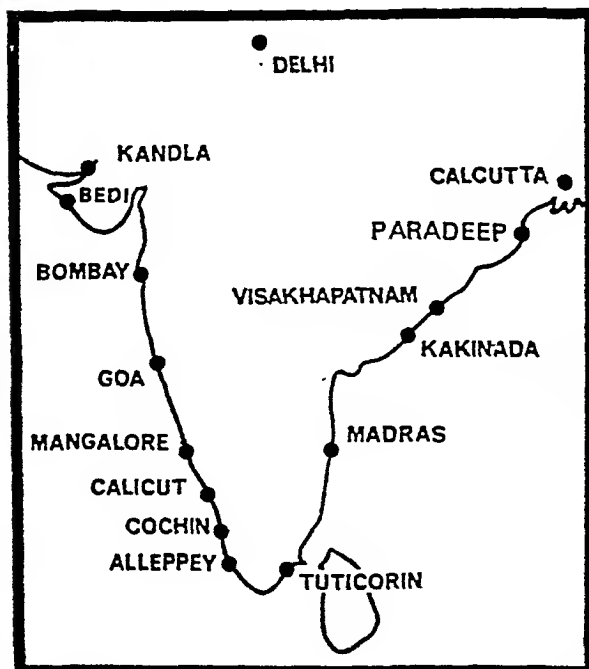 DELHI
KANDLA
CALCUTTA
BEDI
PARADEEP
BOMBAY
VISAKHAPATNAM
KAKINADA
GOA
MANGALORE
MADRAS
CALICUT
COCHIN
ALLEPPEY
TUTICORIN